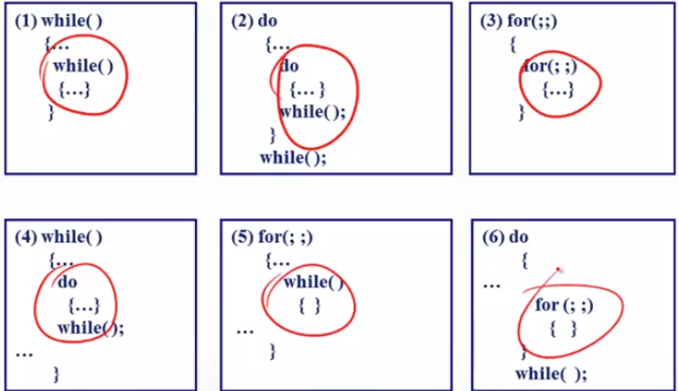 (1) while( )
{…
while()
{…}
}
(2) do
{…
do
{… }
while();
}
while();
(3) for(;;)
{
for(; ;)
{…}
}
(4) while( )
{…
do
{…}
while();
…
}
(5) for(; ;)
{…
while()
{ }
…
}
(6) do
{
…
for (; ;)
{ }
}
while( );